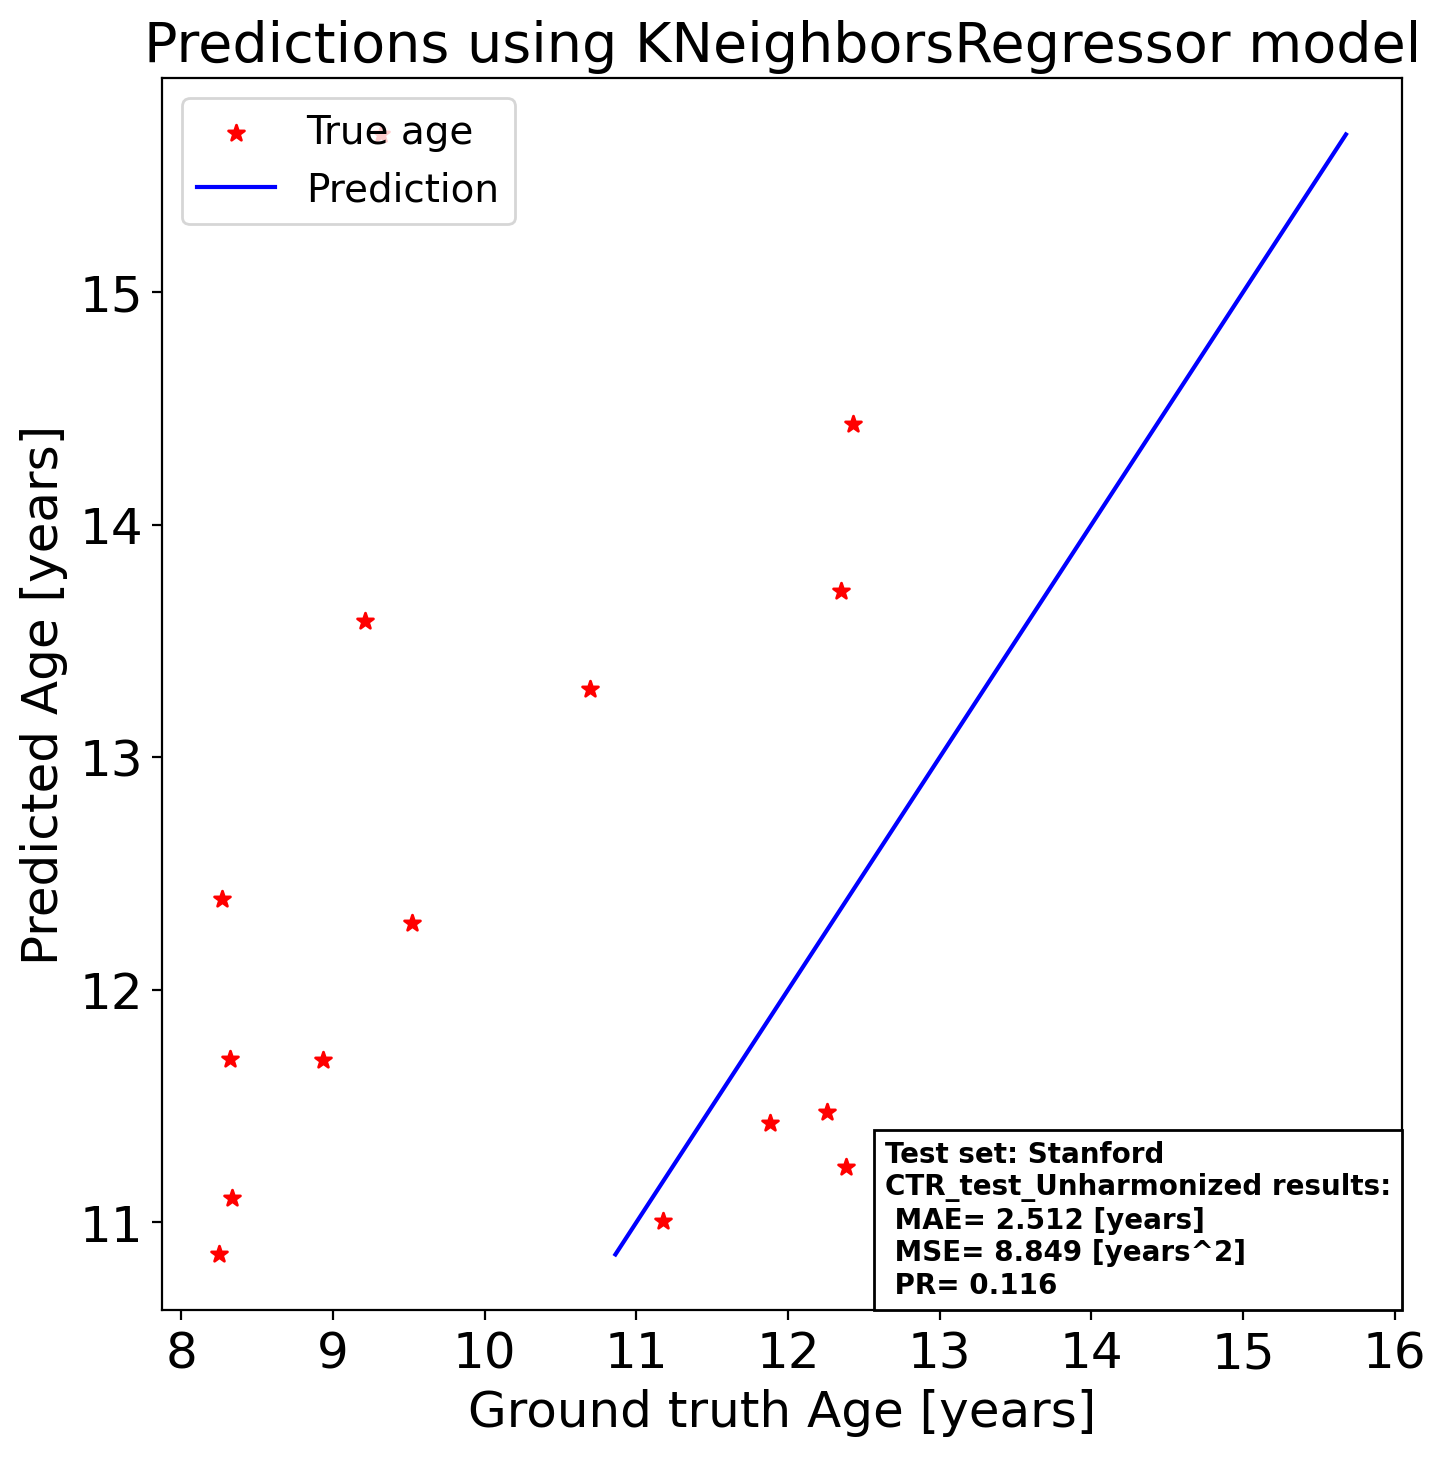 Predictions using KNeighborsRegressor model
True age
Prediction
15
14
13
12
11
Predicted Age [years]
Test set: Stanford
CTR_test_Unharmonized results:
MAE= 2.512 [years]
MSE= 8.849 [years^2]
PR= 0.116
8 9 10 11 12 13 14 15 16
Ground truth Age [years]